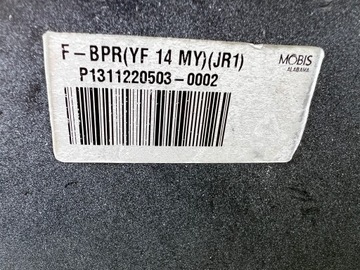 F-BPR(YF 14 MY)(JR1)
MOBIS
ALABAMA
P1311220503-0002